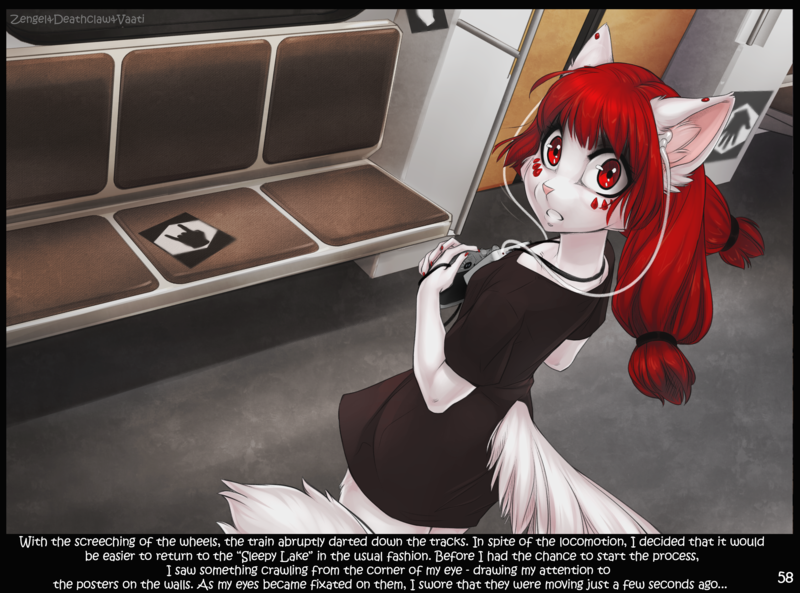 Zengel4Deathclaw4Vaati
With the screeching of the wheels, the train abruptly darted down the tracks. In spite of the locomotion, I decided that it would
be easier to return to the "Sleepy Lake" in the usual fashion. Before I had the chance to start the process,
I saw something crawling from the corner of my eye - drawing my attention to
the posters on the walls. As my eyes became fixated on them, I swore that they were moving just a few seconds ago...
58